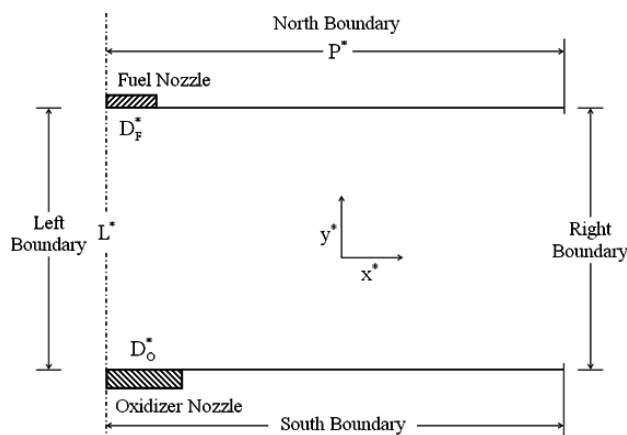 North Boundary
P*
Fuel Nozzle
D*F
Left
Boundary
L*
y*
x*
Right
Boundary
D*O
Oxidizer Nozzle
South Boundary